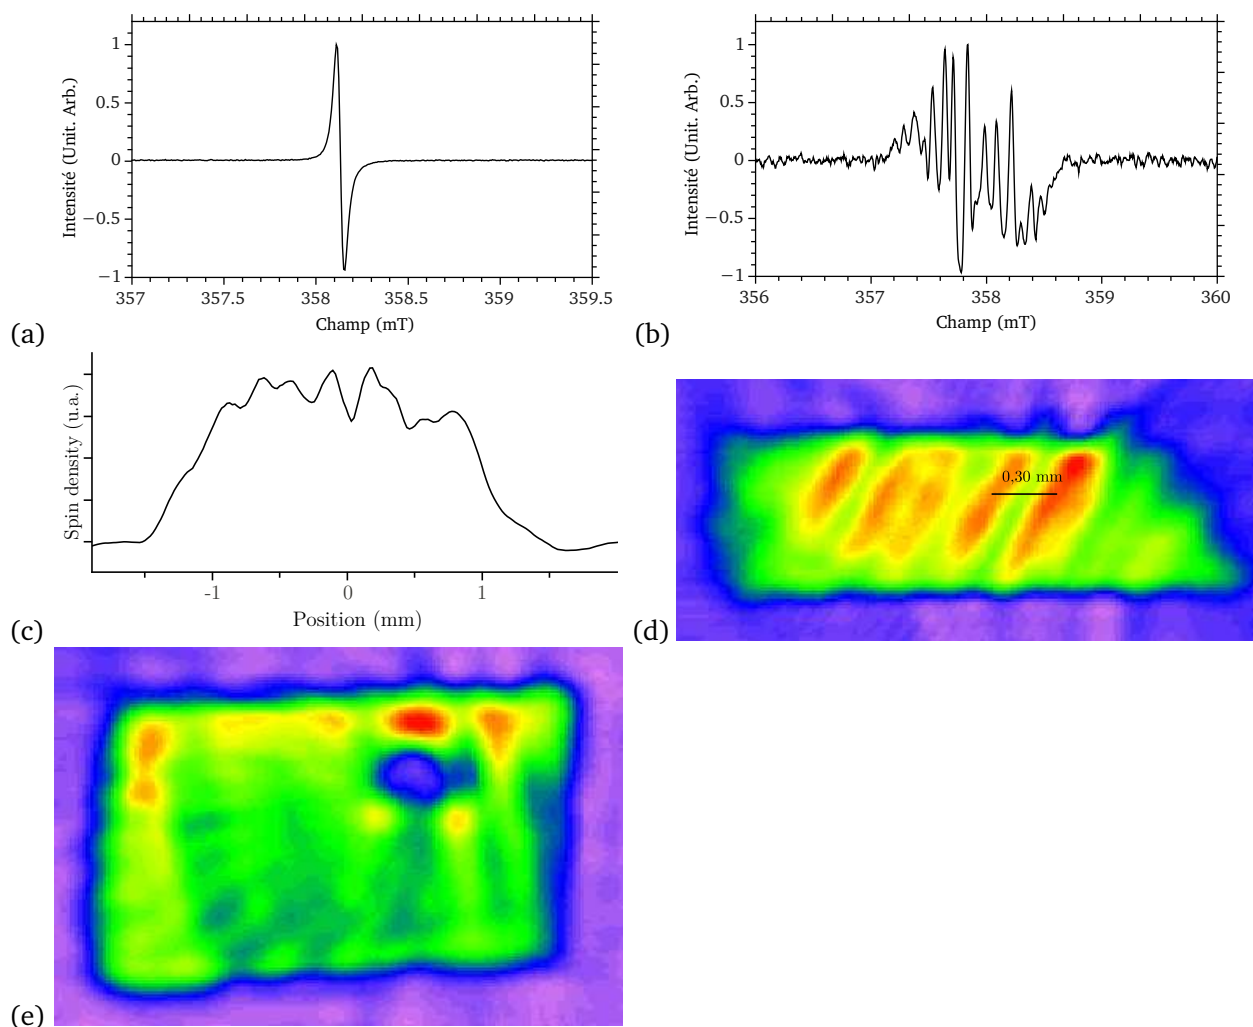 1
0.5
0
−0.5
−1
Intensité (Unit. Arb.)
357
357.5
358
358.5
359
359.5
Champ (mT)
(a)
1
0.5
0
−0.5
−1
Intensité (Unit. Arb.)
356
357
358
359
360
Champ (mT)
(b)
Spin density (u.a.)
-1
0
1
Position (mm)
(c)
0,30 mm
(d)
(e)